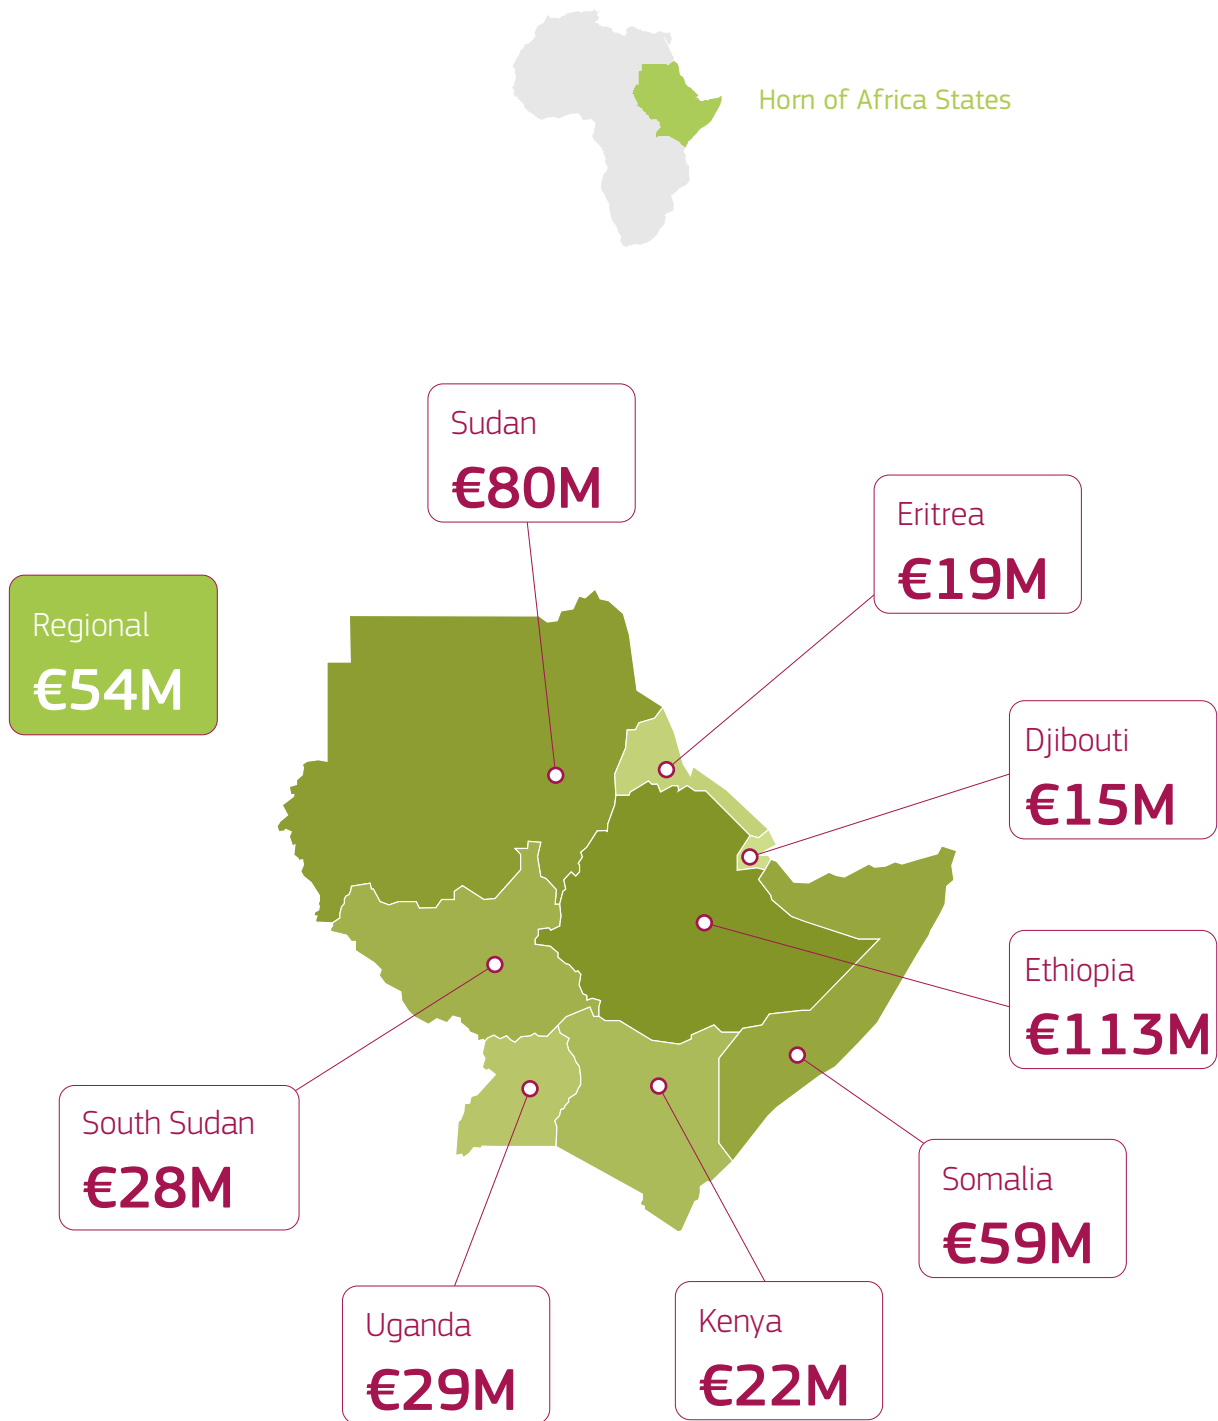 Horn of Africa States
Sudan
€80M
Eritrea
€19M
Regional
€54M
Djibouti
€15M
Ethiopia
€113M
South Sudan
€28M
Somalia
€59M
Uganda
€29M
Kenya
€22M